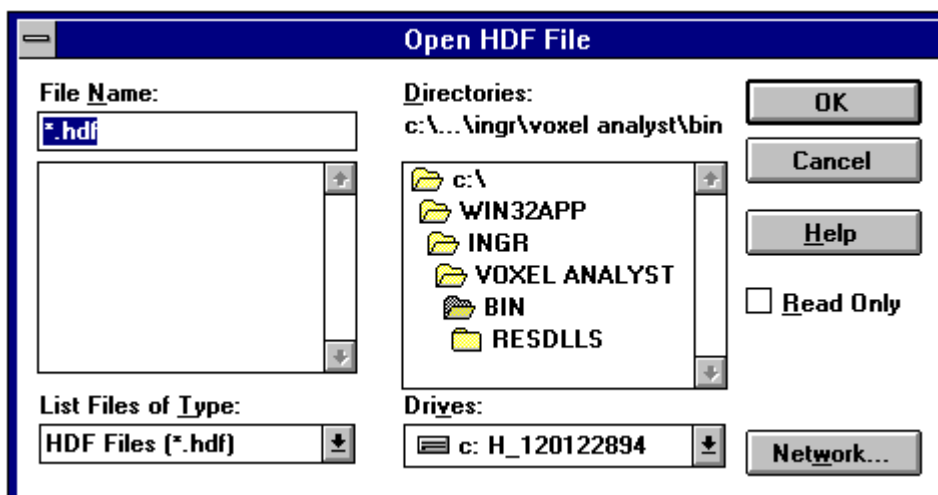 Open HDF File
File Name:
*.hdf
Directories:
c:\...\ingr\voxel analyst\bin
c:\
WIN32APP
INGR
VOXEL ANALYST
BIN
RESDLLS
OK
Cancel
Help
Read Only
List Files of Type:
HDF Files (*.hdf)
Drives:
c: H_120122894
Network...